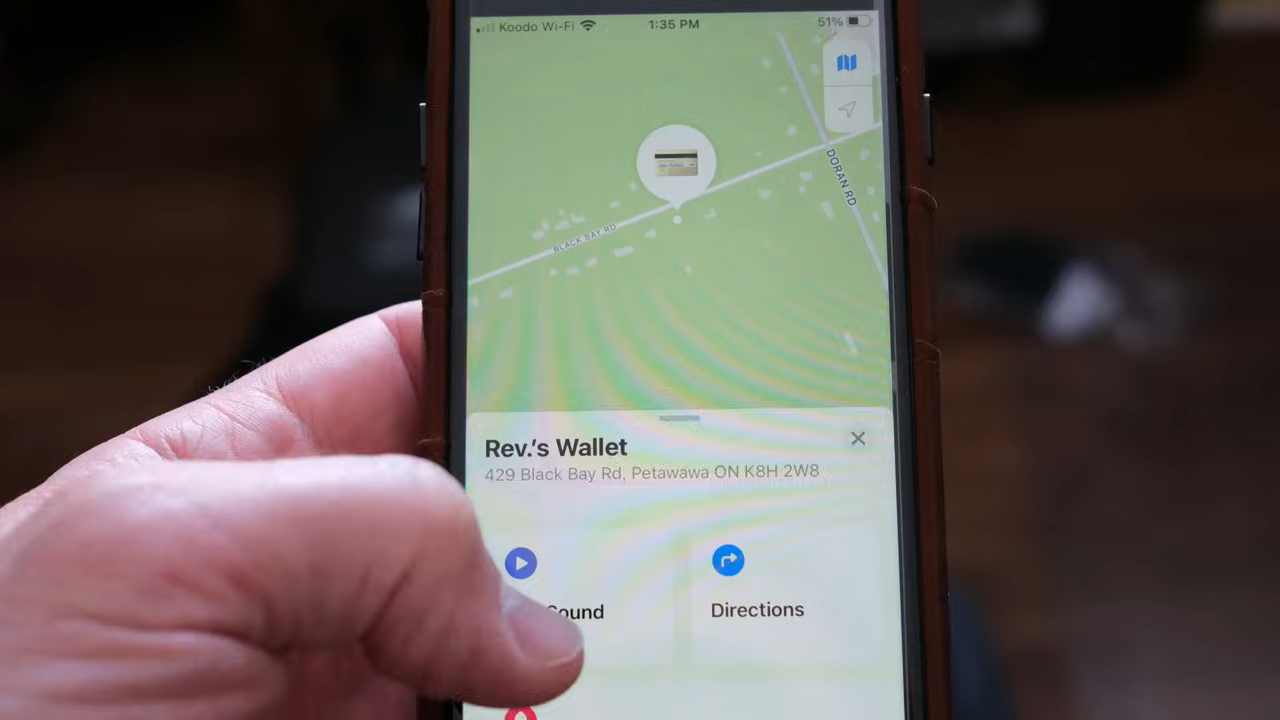 Koodo Wi-Fi 1:35 PM 51%
DORAN RD
BLACK BAY RD
Rev.'s Wallet
429 Black Bay Rd, Petawawa ON K8H 2W8
Sound Directions